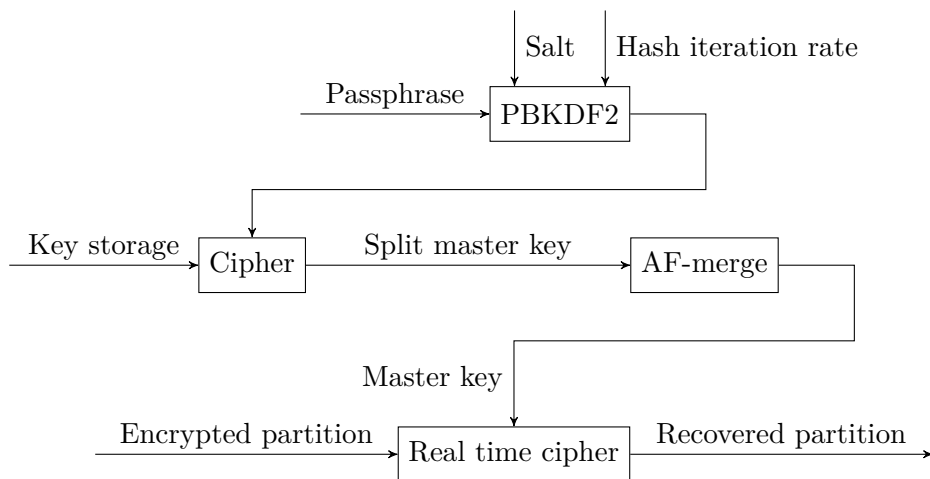 Salt
Hash iteration rate
Passphrase
PBKDF2
Key storage
Cipher
Split master key
AF-merge
Master key
Encrypted partition
Real time cipher
Recovered partition